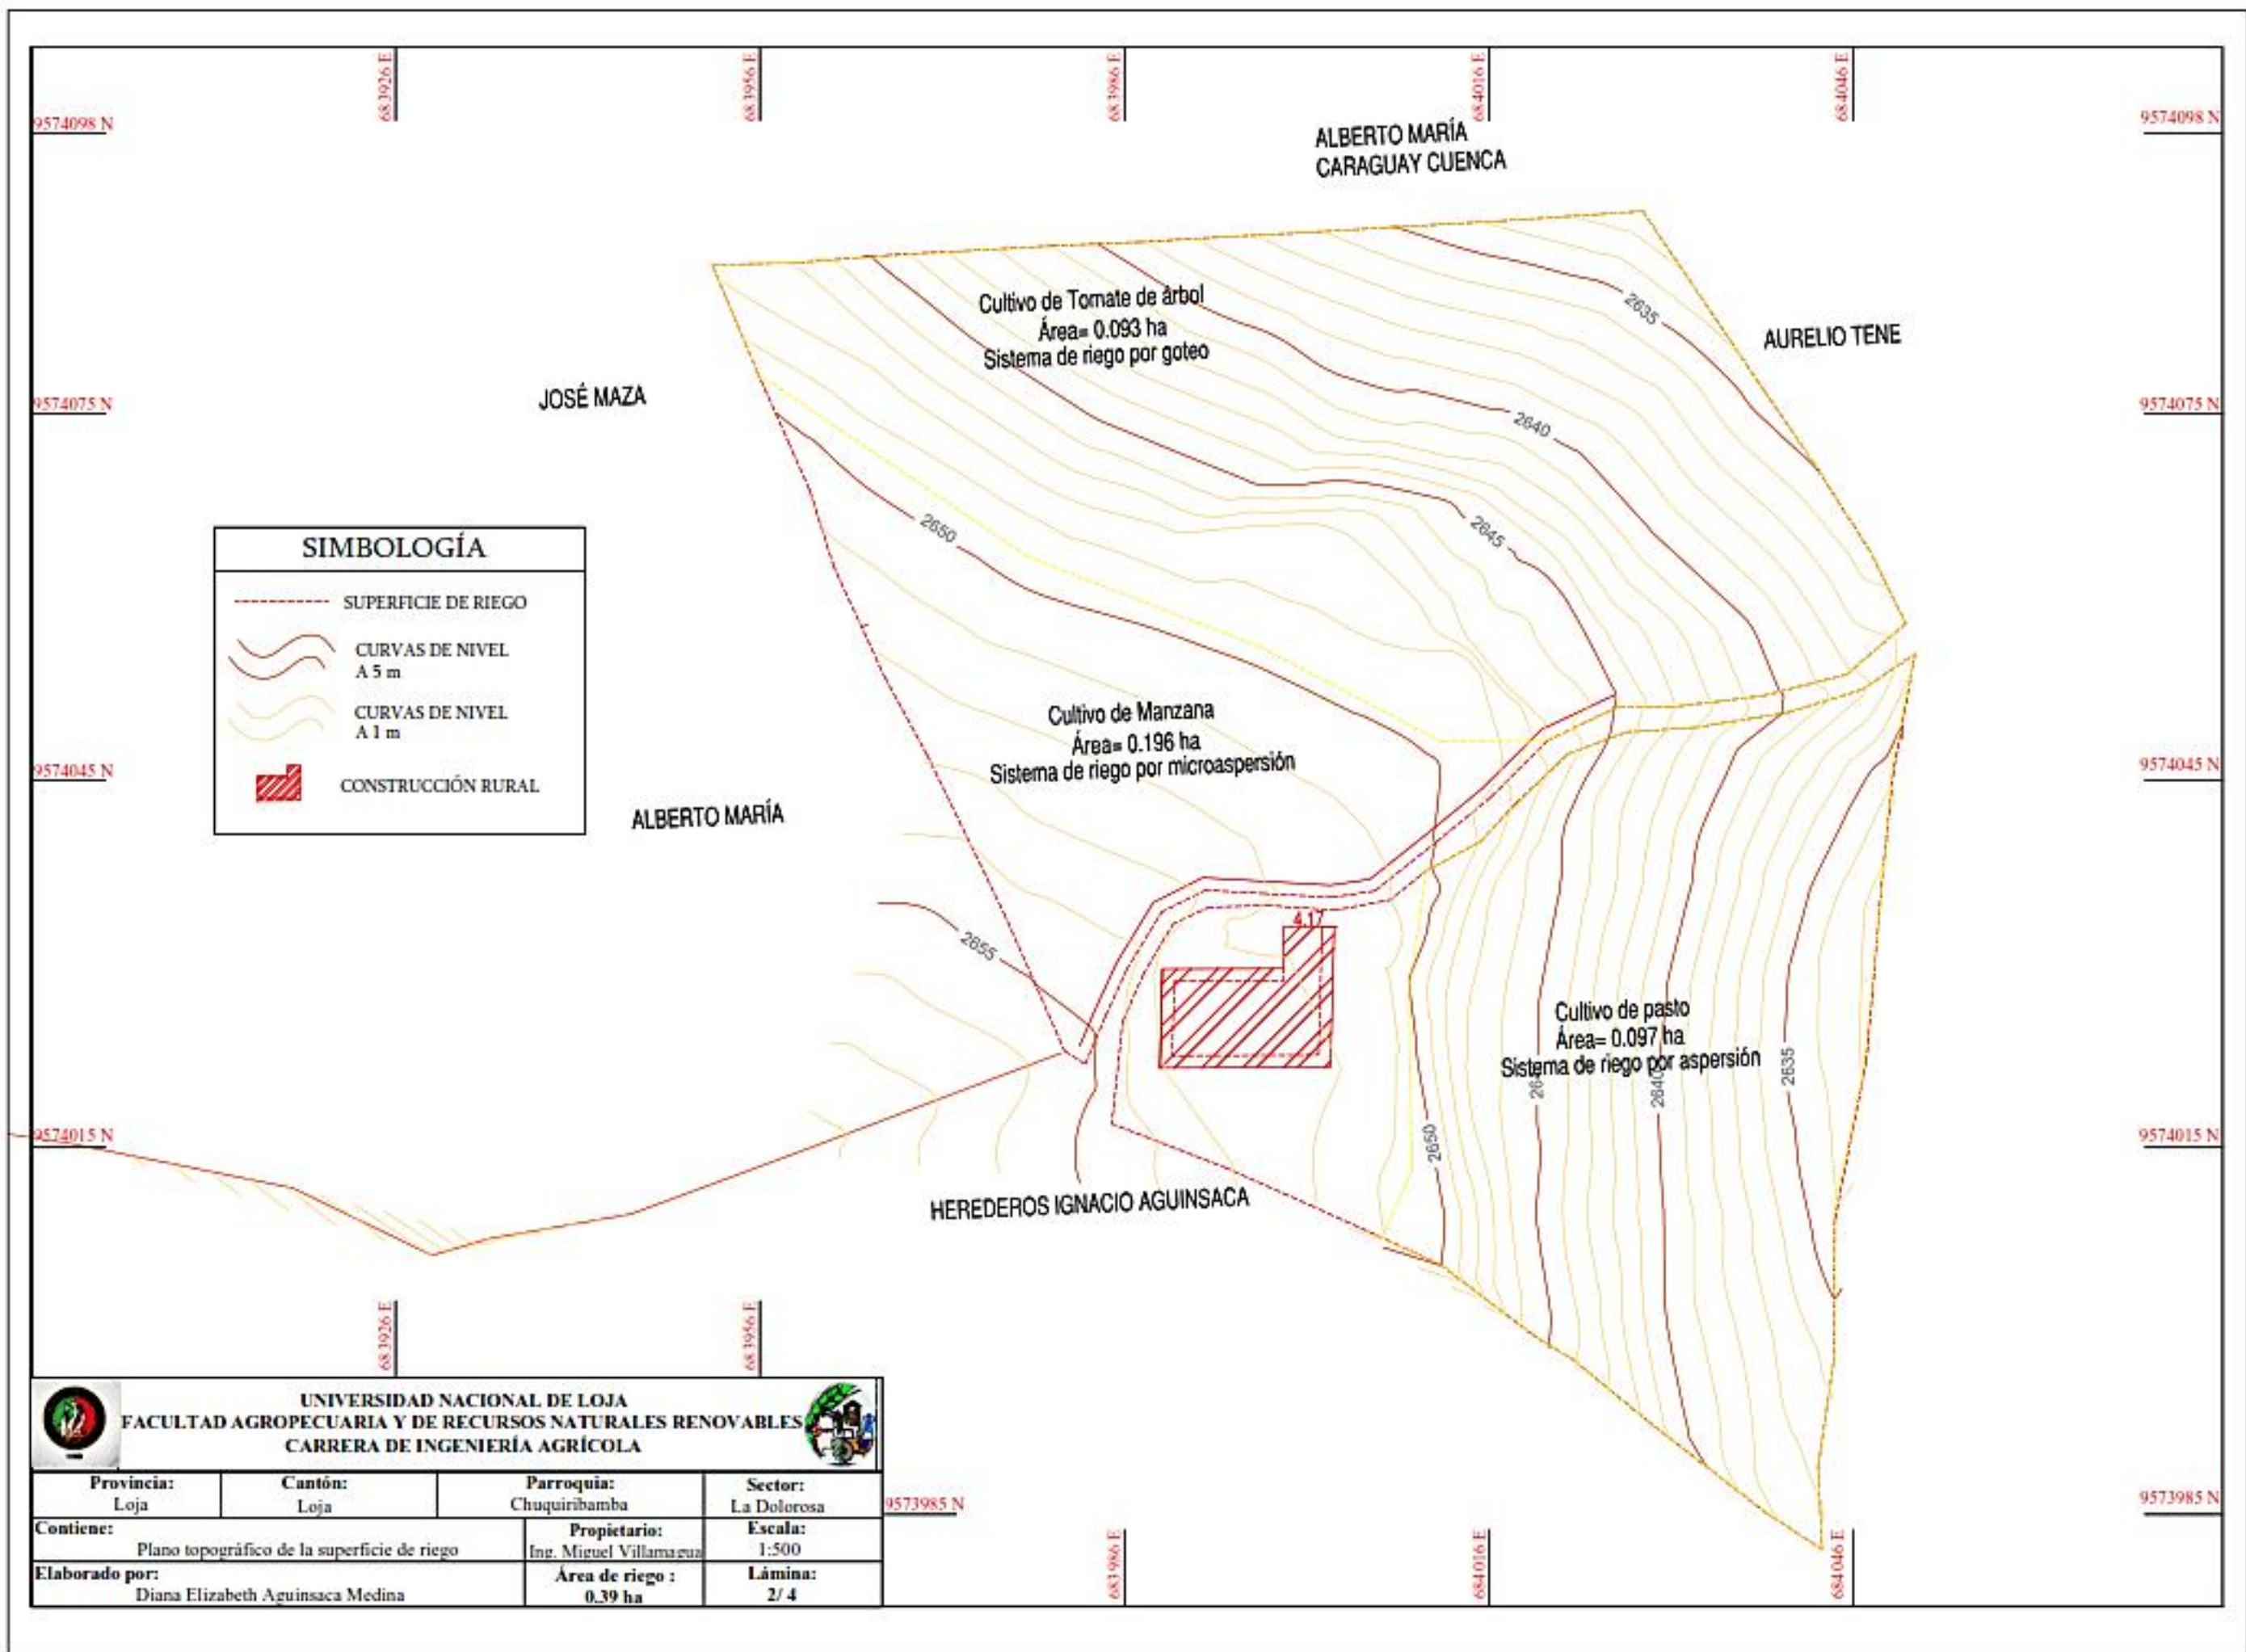 683926 E
683956 E
683986 E
684016 E
684046 E
9574098 N
9574098 N
ALBERTO MARÍA
CARAGUAY CUENCA
Cultivo de Tomate de árbol
Área= 0.093 ha
Sistema de riego por goteo
2635
AURELIO TENE
JOSÉ MAZA
9574075 N
9574075 N
2640
2645
2650
SIMBOLOGÍA
SUPERFICIE DE RIEGO
CURVAS DE NIVEL
A 5 m
CURVAS DE NIVEL
A 1 m
CONSTRUCCIÓN RURAL
Cultivo de Manzana
Área= 0.196 ha
Sistema de riego por microaspersión
9574045 N
9574045 N
ALBERTO MARÍA
4.17
2655
Cultivo de pasto
Área= 0.097 ha
Sistema de riego por aspersión
2640
2635
2650
9574015 N
9574015 N
HEREDEROS IGNACIO AGUINSACA
683926 E
683956 E
UNIVERSIDAD NACIONAL DE LOJA
FACULTAD AGROPECUARIA Y DE RECURSOS NATURALES RENOVABLES
CARRERA DE INGENIERÍA AGRÍCOLA
Provincia:
Loja
Cantón:
Loja
Parroquia:
Chuquiribamba
Sector:
La Dolorosa
9573985 N
9573985 N
Contiene:
Plano topográfico de la superficie de riego
Propietario:
Ing. Miguel Villamagua
Escala:
1:500
Elaborado por:
Diana Elizabeth Aguinsaca Medina
Área de riego :
0.39 ha
Lámina:
2/ 4
683986 E
684016 E
684046 E